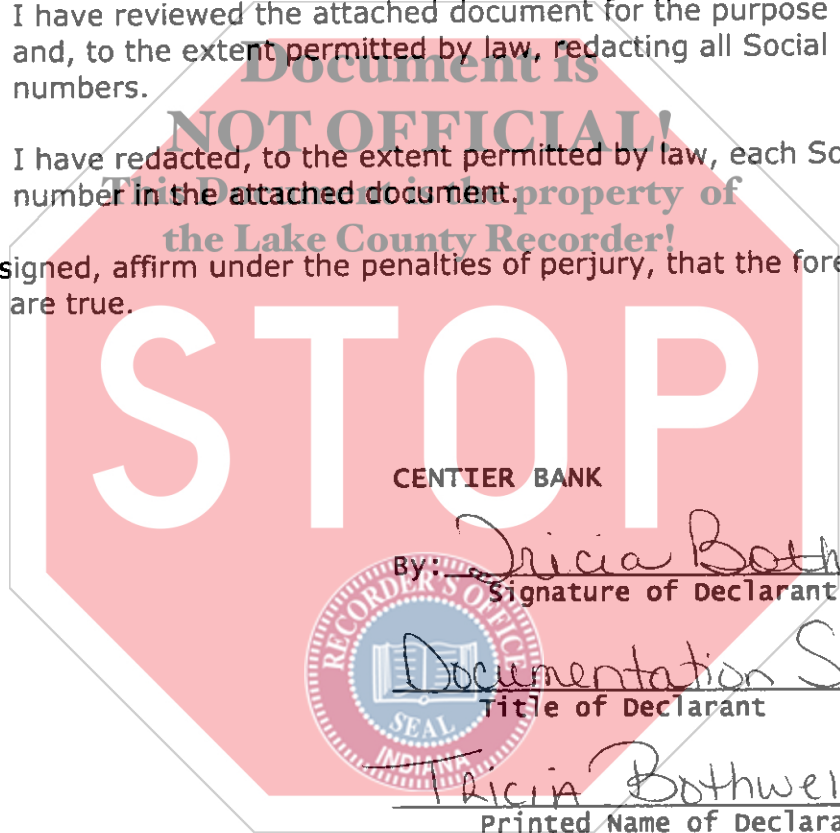 I have reviewed the attached document for the purpose
and, to the extent permitted by law, redacting all Social
numbers.
Document is
NOT OFFICIAL!
I have redacted, to the extent permitted by law, each So
number in the attached document.
This Document is the property of
the Lake County Recorder!
signed, affirm under the penalties of perjury, that the fore
are true.
STOP
CENTIER BANK
By: Tricia Both
Signature of Declarant
RECORDER'S OFFICE
SEAL
INDIANA
Documentation S
Title of Declarant
Tricia Bothwel
Printed Name of Declara